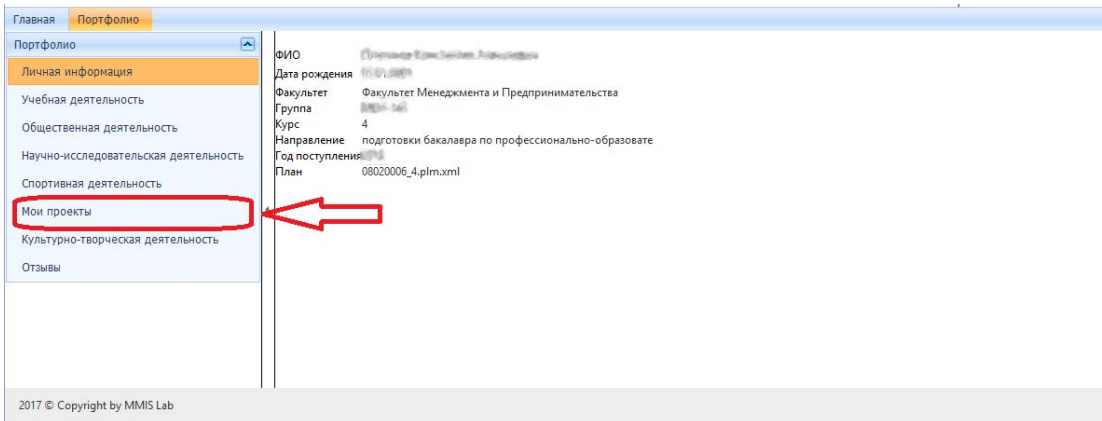 Главная Портфолио
Портфолио
Личная информация
Учебная деятельность
Общественная деятельность
Научно-исследовательская деятельность
Спортивная деятельность
Мои проекты
Культурно-творческая деятельность
Отзывы
ФИО
Дата рождения
Факультет Факультет Менеджмента и Предпринимательства
Группа
Курс 4
Направление подготовки бакалавра по профессионально-образовате
Год поступления
План 08020006_4.plm.xml
2017 © Copyright by MMIS Lab